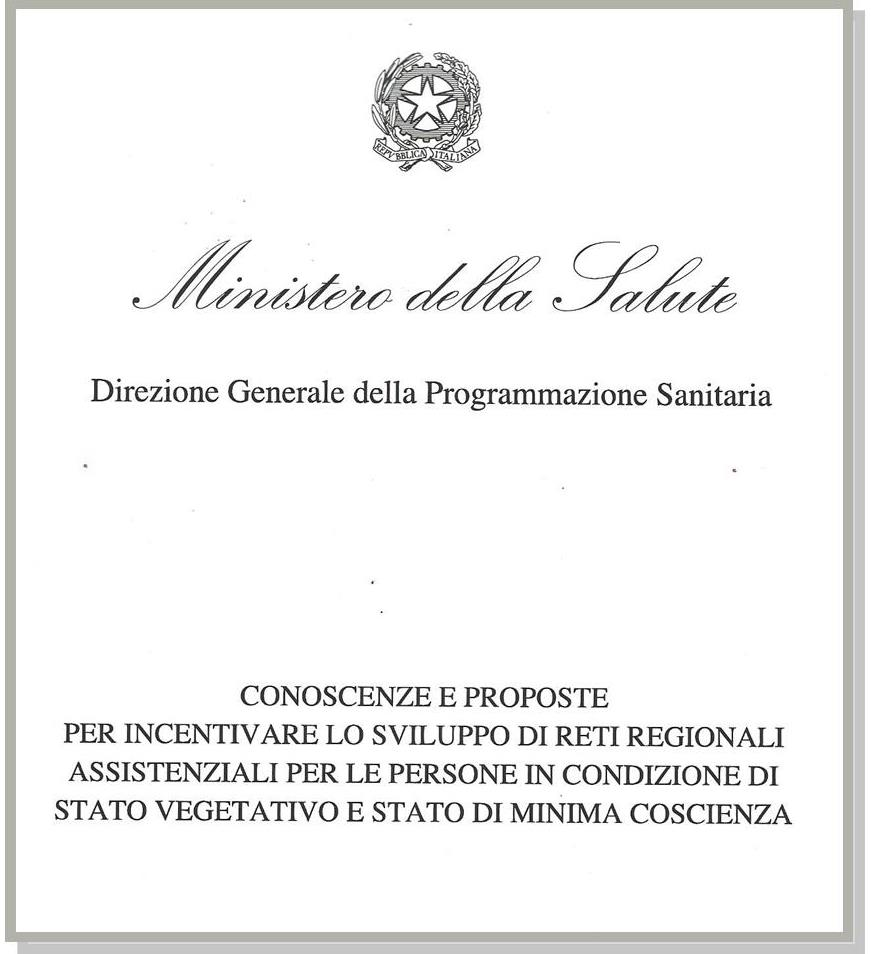 REPVBBLICA ITALIANA
Ministero della Salute
Direzione Generale della Programmazione Sanitaria
CONOSCENZE E PROPOSTE
PER INCENTIVARE LO SVILUPPO DI RETI REGIONALI
ASSISTENZIALI PER LE PERSONE IN CONDIZIONE DI
STATO VEGETATIVO E STATO DI MINIMA COSCIENZA